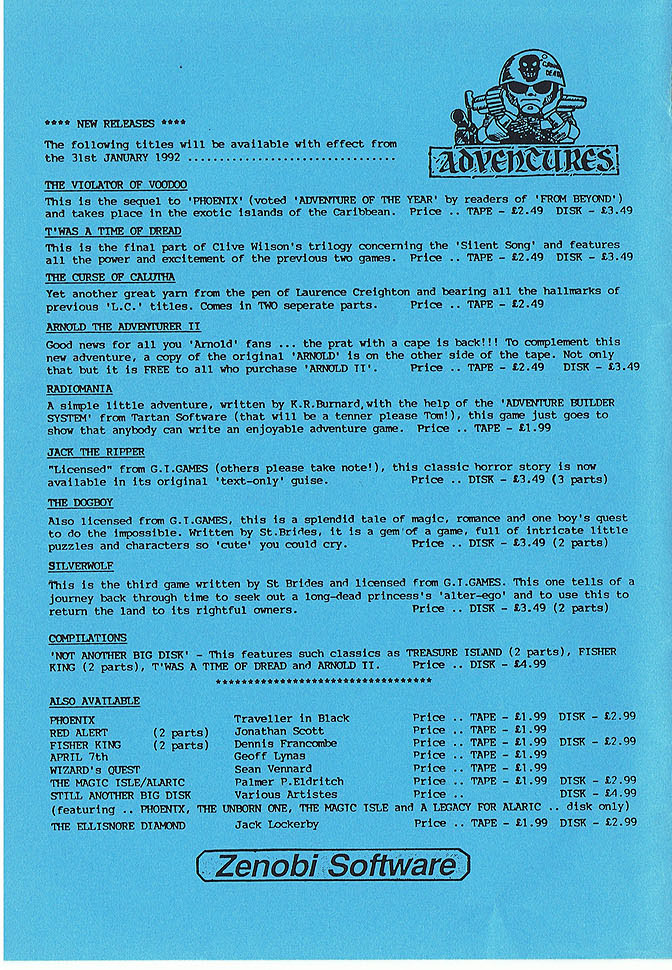 ADVENTURES
**** NEW RELEASES ****
The following titles will be available with effect from
the 31st JANUARY 1992 ...............................
THE VIOLATOR OF VOODOO
This is the sequel to 'PHOENIX' (voted 'ADVENTURE OF THE YEAR' by readers of 'FROM BEYOND')
and takes place in the exotic islands of the Caribbean. Price .. TAPE - £2.49 DISK - £3.49
T'WAS A TIME OF DREAD
This is the final part of Clive Wilson's trilogy concerning the 'Silent Song' and features
all the power and excitement of the previous two games. Price .. TAPE - £2.49 DISK - £3.49
THE CURSE OF CALUTHA
Yet another great yarn from the pen of Laurence Creighton and bearing all the hallmarks of
previous 'L.C.' titles. Comes in TWO seperate parts. Price .. TAPE - £2.49
ARNOLD THE ADVENTURER II
Good news for all you 'Arnold' fans ... the prat with a cape is back!!! To complement this
new adventure, a copy of the original 'ARNOLD' is on the other side of the tape. Not only
that but it is FREE to all who purchase 'ARNOLD II'. Price .. TAPE - £2.49 DISK - £3.49
RADIOMANIA
A simple little adventure, written by K.R.Burnard,with the help of the 'ADVENTURE BUILDER
SYSTEM' from Tartan Software (that will be a tenner please Tom!), this game just goes to
show that anybody can write an enjoyable adventure game. Price .. TAPE - £1.99
JACK THE RIPPER
"Licensed" from G.I.GAMES (others please take note!), this classic horror story is now
available in its original 'text-only' guise. Price .. DISK - £3.49 (3 parts)
THE DOGBOY
Also licensed from G.I.GAMES, this is a splendid tale of magic, romance and one boy's quest
to do the impossible. Written by St.Brides, it is a gem of a game, full of intricate little
puzzles and characters so 'cute' you could cry. Price .. DISK - £3.49 (2 parts)
SILVERWOLF
This is the third game written by St Brides and licensed from G.I.GAMES. This one tells of a
journey back through time to seek out a long-dead princess's 'alter-ego' and to use this to
return the land to its rightful owners. Price .. DISK - £3.49 (2 parts)
COMPILATIONS
'NOT ANOTHER BIG DISK' - This features such classics as TREASURE ISLAND (2 parts), FISHER
KING (2 parts), T'WAS A TIME OF DREAD and ARNOLD II. Price .. DISK - £4.99
*********************************
ALSO AVAILABLE
PHOENIX Traveller in Black Price .. TAPE - £1.99 DISK - £2.99
RED ALERT (2 parts) Jonathan Scott Price .. TAPE - £1.99
FISHER KING (2 parts) Dennis Francombe Price .. TAPE - £1.99 DISK - £2.99
APRIL 7th Geoff Lynas Price .. TAPE - £1.99
WIZARD's QUEST Sean Vennard Price .. TAPE - £1.99
THE MAGIC ISLE/ALARIC Palmer P.Eldritch Price .. TAPE - £1.99 DISK - £2.99
STILL ANOTHER BIG DISK Various Artistes Price .. DISK - £4.99
(featuring .. PHOENIX, THE UNBORN ONE, THE MAGIC ISLE and A LEGACY FOR ALARIC .. disk only)
THE ELLISNORE DIAMOND Jack Lockerby Price .. TAPE - £1.99 DISK - £2.99
Zenobi Software